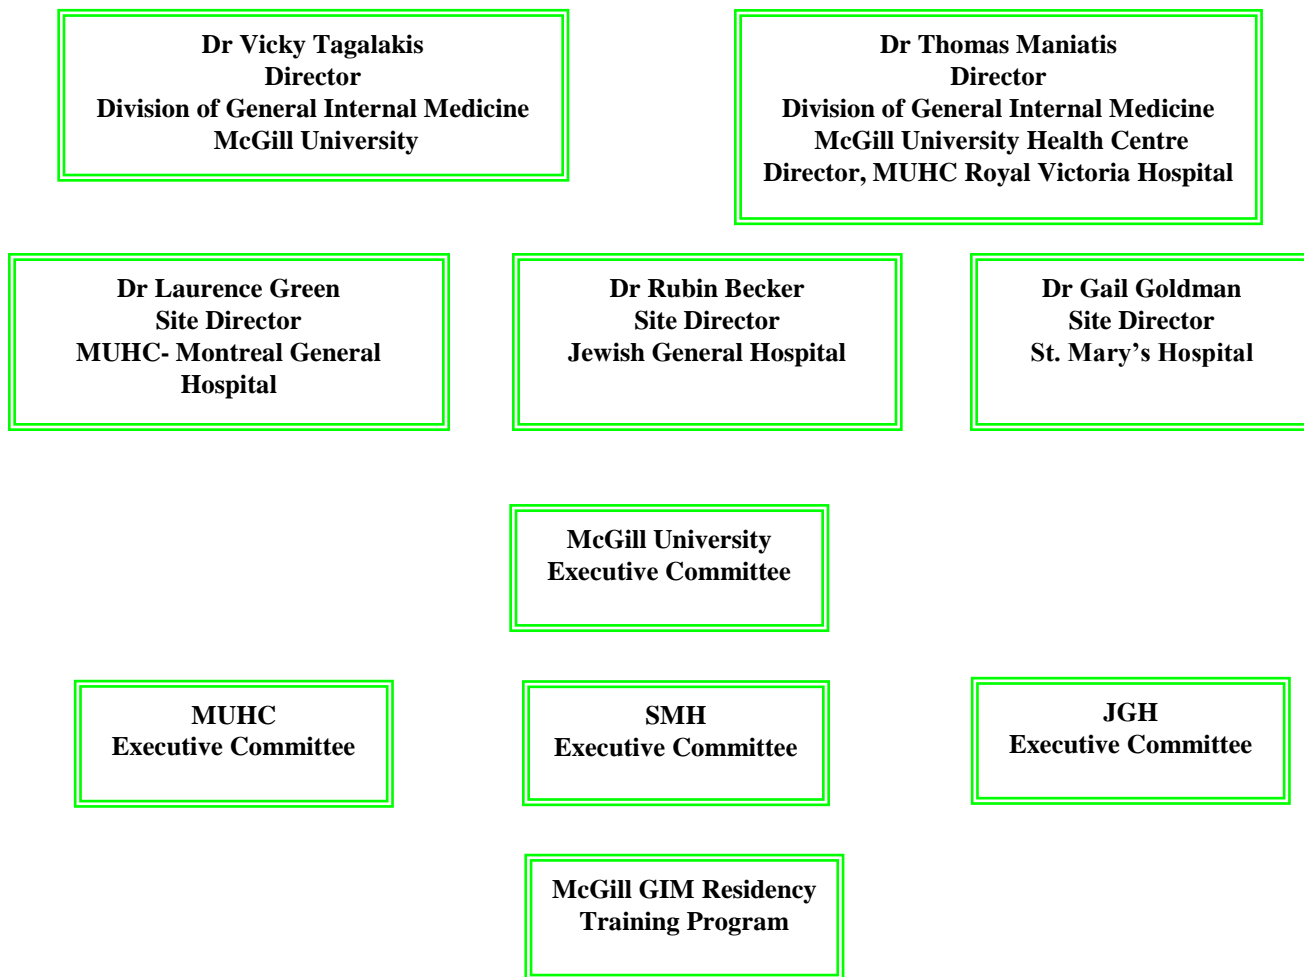 Dr Vicky Tagalakis
Director
Division of General Internal Medicine
McGill University
Dr Thomas Maniatis
Director
Division of General Internal Medicine
McGill University Health Centre
Director, MUHC Royal Victoria Hospital
Dr Laurence Green
Site Director
MUHC- Montreal General
Hospital
Dr Rubin Becker
Site Director
Jewish General Hospital
Dr Gail Goldman
Site Director
St. Mary’s Hospital
McGill University
Executive Committee
MUHC
Executive Committee
SMH
Executive Committee
JGH
Executive Committee
McGill GIM Residency
Training Program